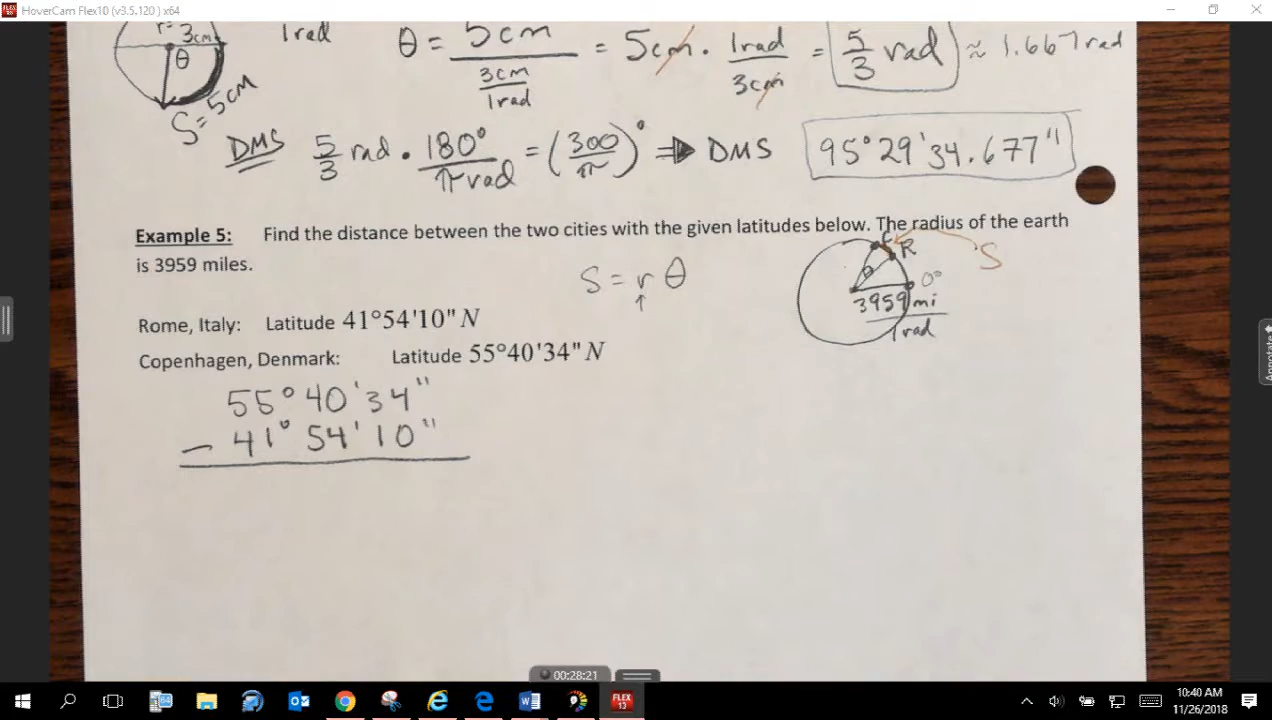 HoverCam Flex10 (v3.5.120) x64
r = 3cm 1rad θ = 5cm / 3cm/1rad = 5cm · 1rad/3cm = 5/3 rad ≈ 1.667 rad
θ
S = 5cm
DMS 5/3 rad · 180°/π rad = (300/π)° ⇒ DMS 95°29'34.677"
Example 5: Find the distance between the two cities with the given latitudes below. The radius of the earth
is 3959 miles.
S = r θ
↑
C R S
θ 0°
3959 mi / 1 rad
Rome, Italy: Latitude 41°54'10" N
Copenhagen, Denmark: Latitude 55°40'34" N
55° 40' 34"
− 41° 54' 10"
Annotate
00:28:21
FLEX 13
10:40 AM
11/26/2018